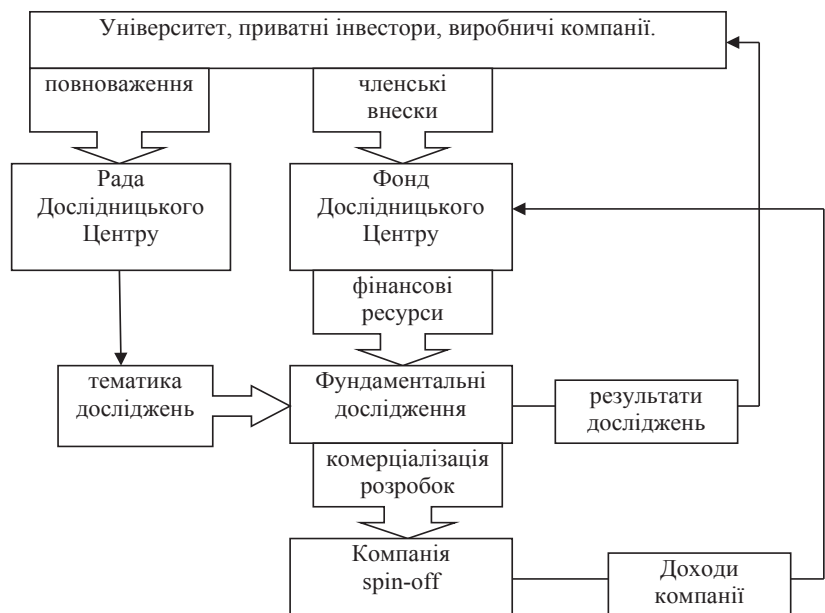 Університет, приватні інвестори, виробничі компанії.
повноваження
членські
внески
Рада
Дослідницького
Центру
Фонд
Дослідницького
Центру
фінансові
ресурси
тематика
досліджень
Фундаментальні
дослідження
результати
досліджень
комерціалізація
розробок
Компанія
spin-off
Доходи
компанії